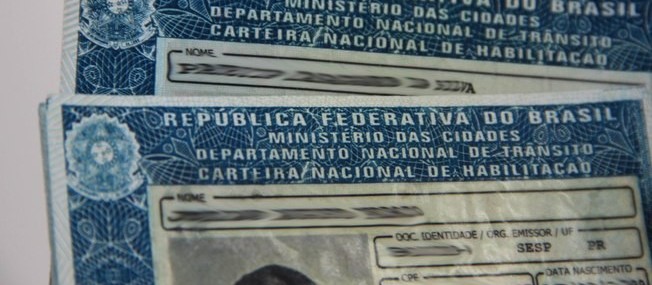 MINISTÉRIO DAS CIDADES
DEPARTAMENTO NACIONAL DE TRÂNSITO
CARTEIRA NACIONAL DE HABILITAÇÃO
NOME
REPÚBLICA FEDERATIVA DO BRASIL
MINISTÉRIO DAS CIDADES
DEPARTAMENTO NACIONAL DE TRÂNSITO
CARTEIRA NACIONAL DE HABILITAÇÃO
NOME
DOC. IDENTIDADE / ORG. EMISSOR / UF
SESP PR
CPF DATA NASCIMENTO